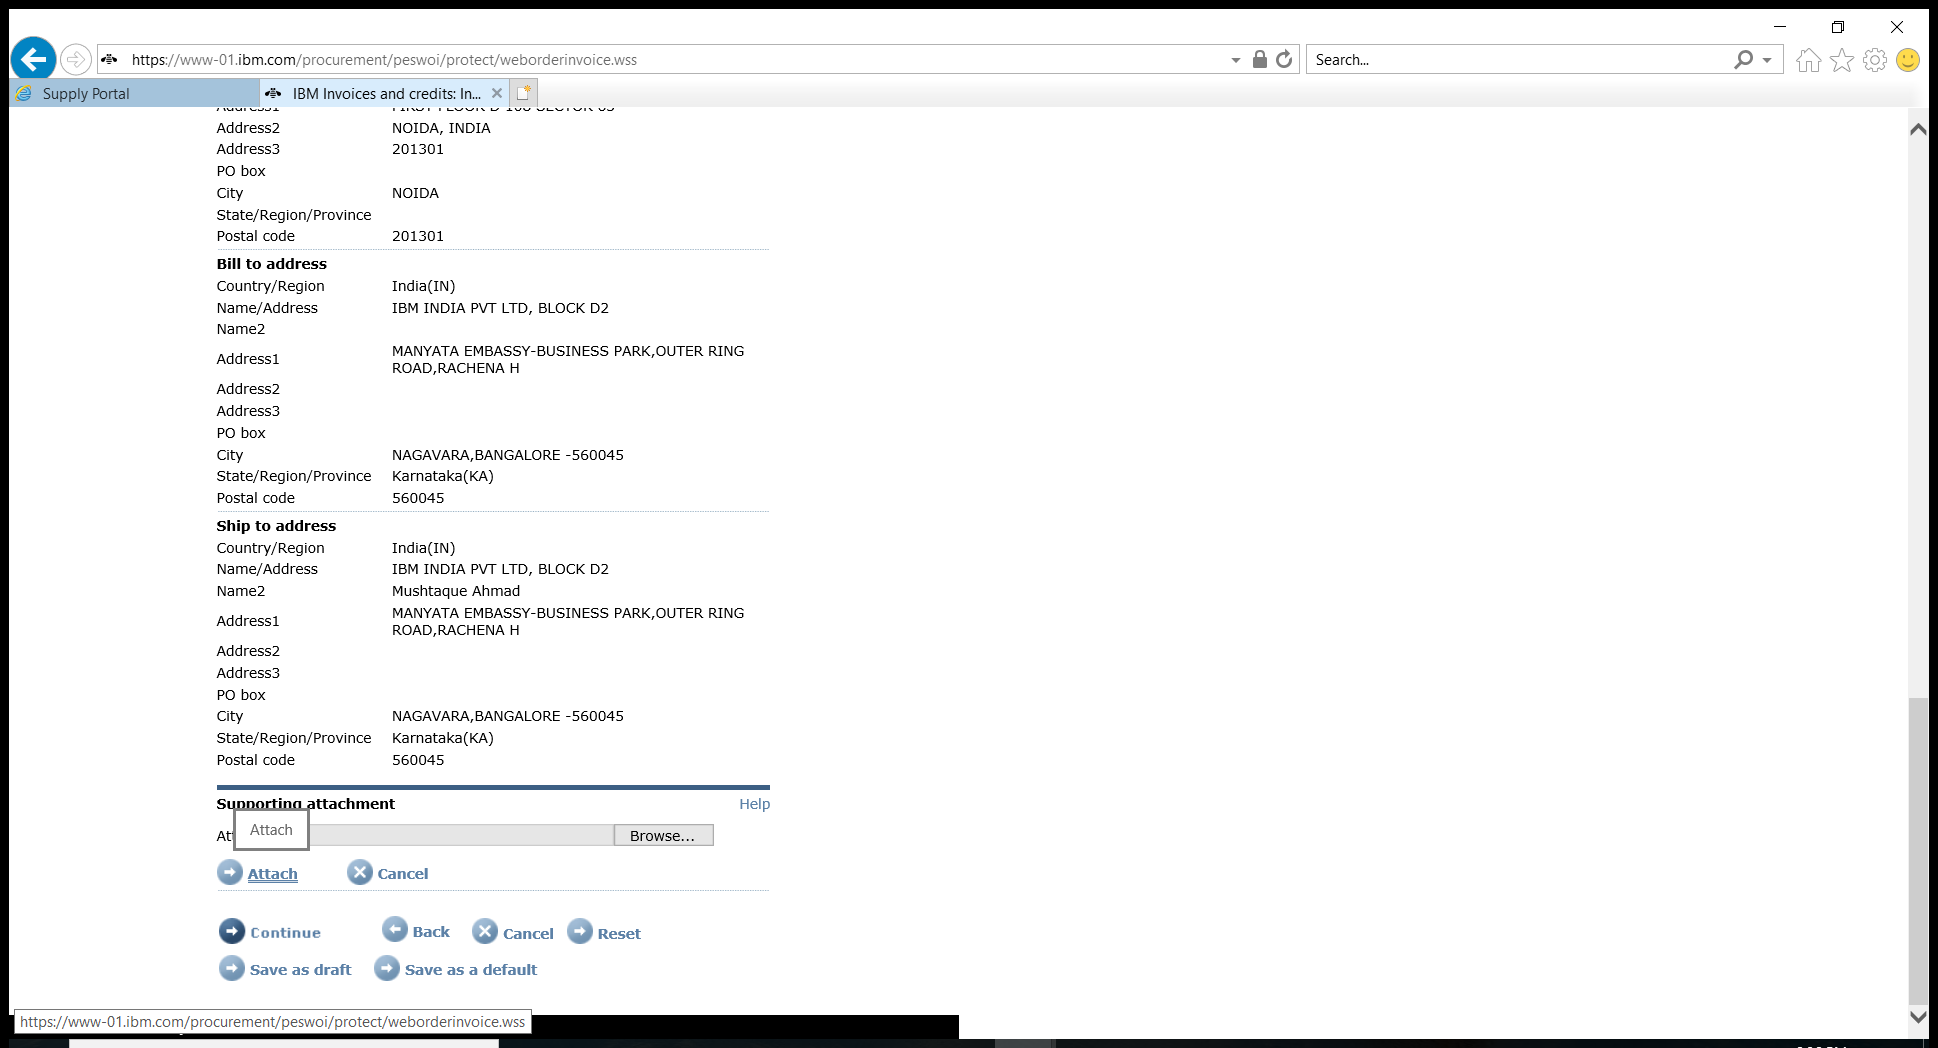 https://www-01.ibm.com/procurement/peswoi/protect/weborderinvoice.wss
Search...
Supply Portal
IBM Invoices and credits: In...
Address2 NOIDA, INDIA
Address3 201301
PO box
City NOIDA
State/Region/Province
Postal code 201301
Bill to address
Country/Region India(IN)
Name/Address IBM INDIA PVT LTD, BLOCK D2
Name2
Address1 MANYATA EMBASSY-BUSINESS PARK,OUTER RING
ROAD,RACHENA H
Address2
Address3
PO box
City NAGAVARA,BANGALORE -560045
State/Region/Province Karnataka(KA)
Postal code 560045
Ship to address
Country/Region India(IN)
Name/Address IBM INDIA PVT LTD, BLOCK D2
Name2 Mushtaque Ahmad
Address1 MANYATA EMBASSY-BUSINESS PARK,OUTER RING
ROAD,RACHENA H
Address2
Address3
PO box
City NAGAVARA,BANGALORE -560045
State/Region/Province Karnataka(KA)
Postal code 560045
Supporting attachment Help
Attach
Browse...
Attach Cancel
Continue Back Cancel Reset
Save as draft Save as a default
https://www-01.ibm.com/procurement/peswoi/protect/weborderinvoice.wss